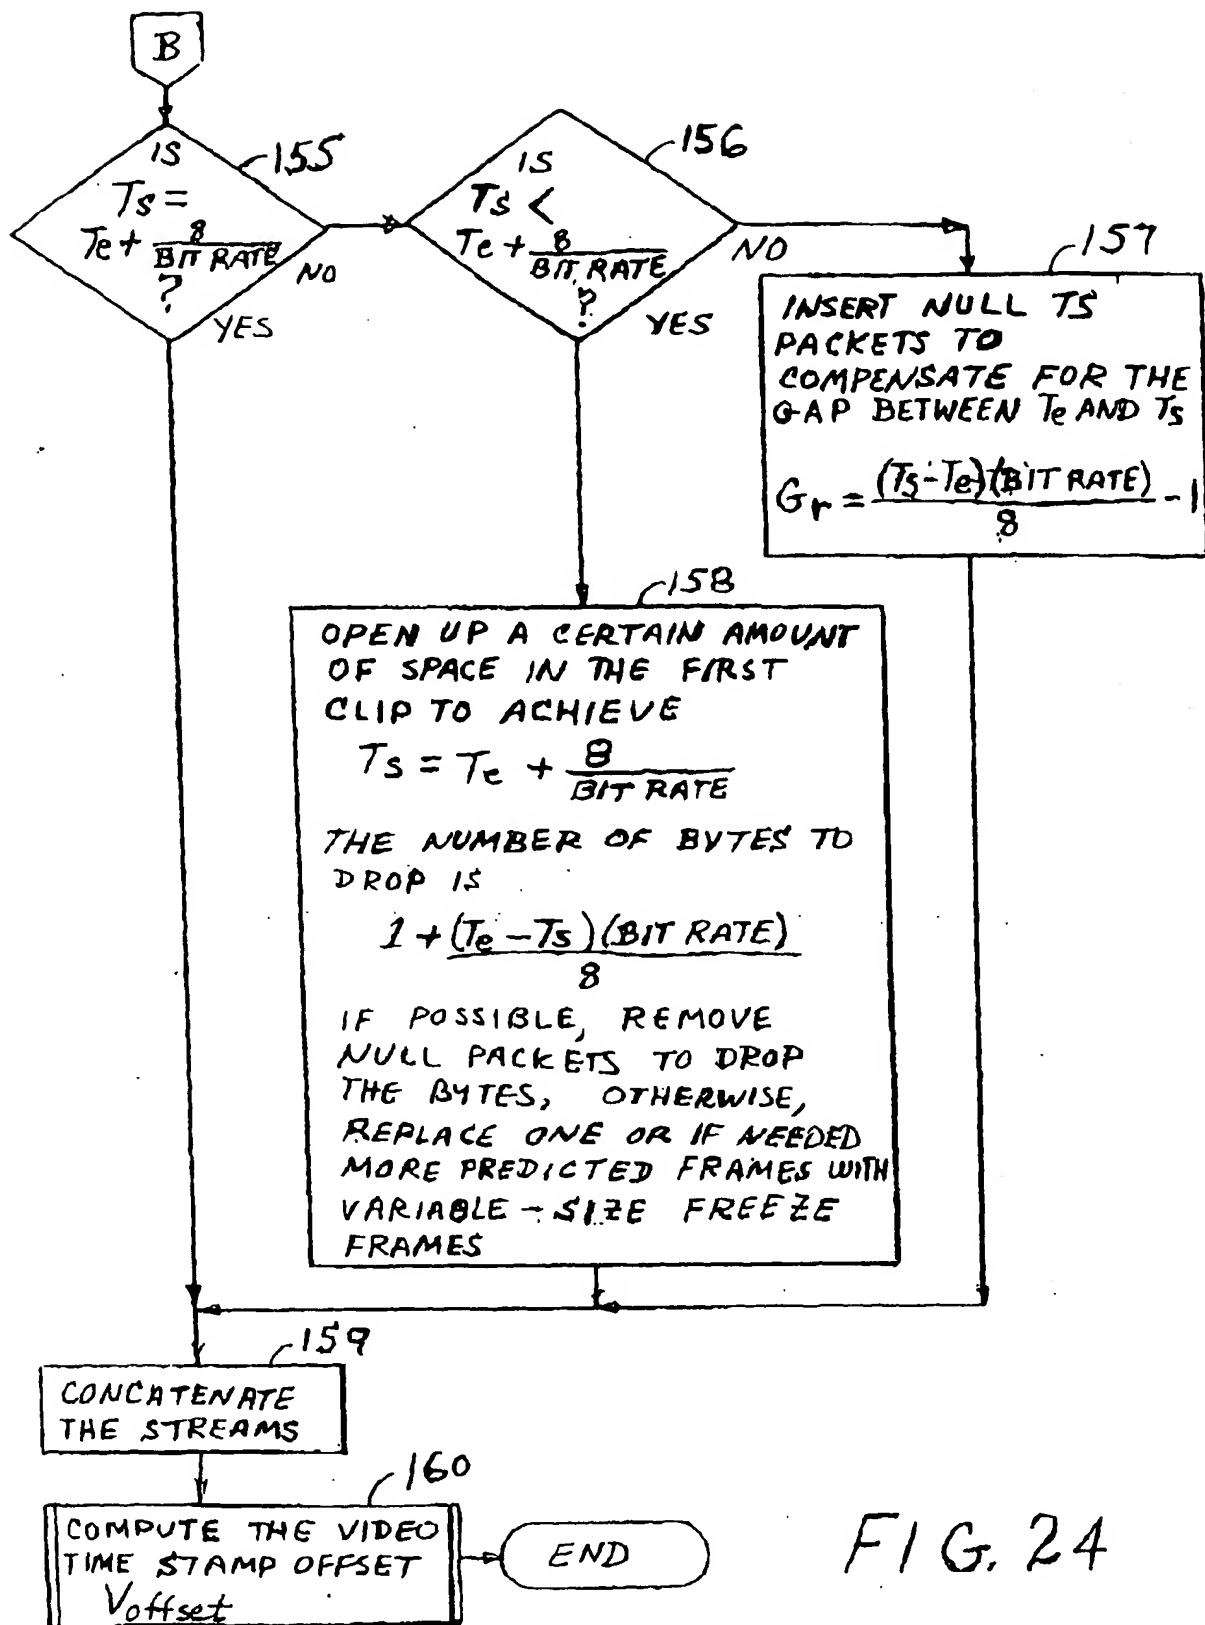 B
IS
Ts =
Te + 8/BIT RATE
?
155
NO
YES
IS
Ts <
Te + 8/BIT RATE
?
156
NO
YES
157
INSERT NULL TS
PACKETS TO
COMPENSATE FOR THE
GAP BETWEEN Te AND Ts
Gr = (Ts-Te)(BIT RATE)/8 - 1
158
OPEN UP A CERTAIN AMOUNT
OF SPACE IN THE FIRST
CLIP TO ACHIEVE
Ts = Te + 8/BIT RATE
THE NUMBER OF BYTES TO
DROP IS
1 + (Te - Ts)(BIT RATE)/8
IF POSSIBLE, REMOVE
NULL PACKETS TO DROP
THE BYTES, OTHERWISE,
REPLACE ONE OR IF NEEDED
MORE PREDICTED FRAMES WITH
VARIABLE - SIZE FREEZE
FRAMES
159
CONCATENATE
THE STREAMS
160
COMPUTE THE VIDEO
TIME STAMP OFFSET
Voffset
END
FIG. 24